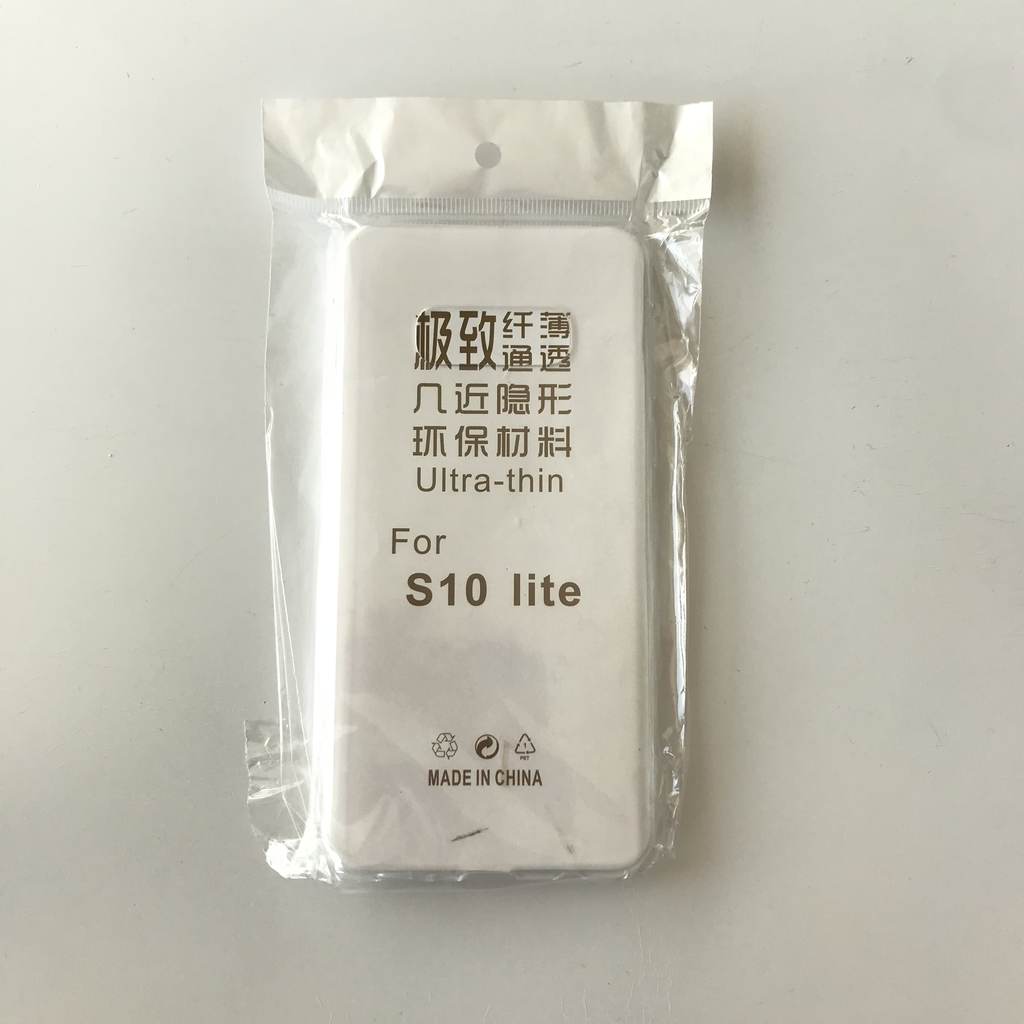 极致纤薄
通透
几近隐形
环保材料
Ultra-thin
For
S10 lite
PET
MADE IN CHINA